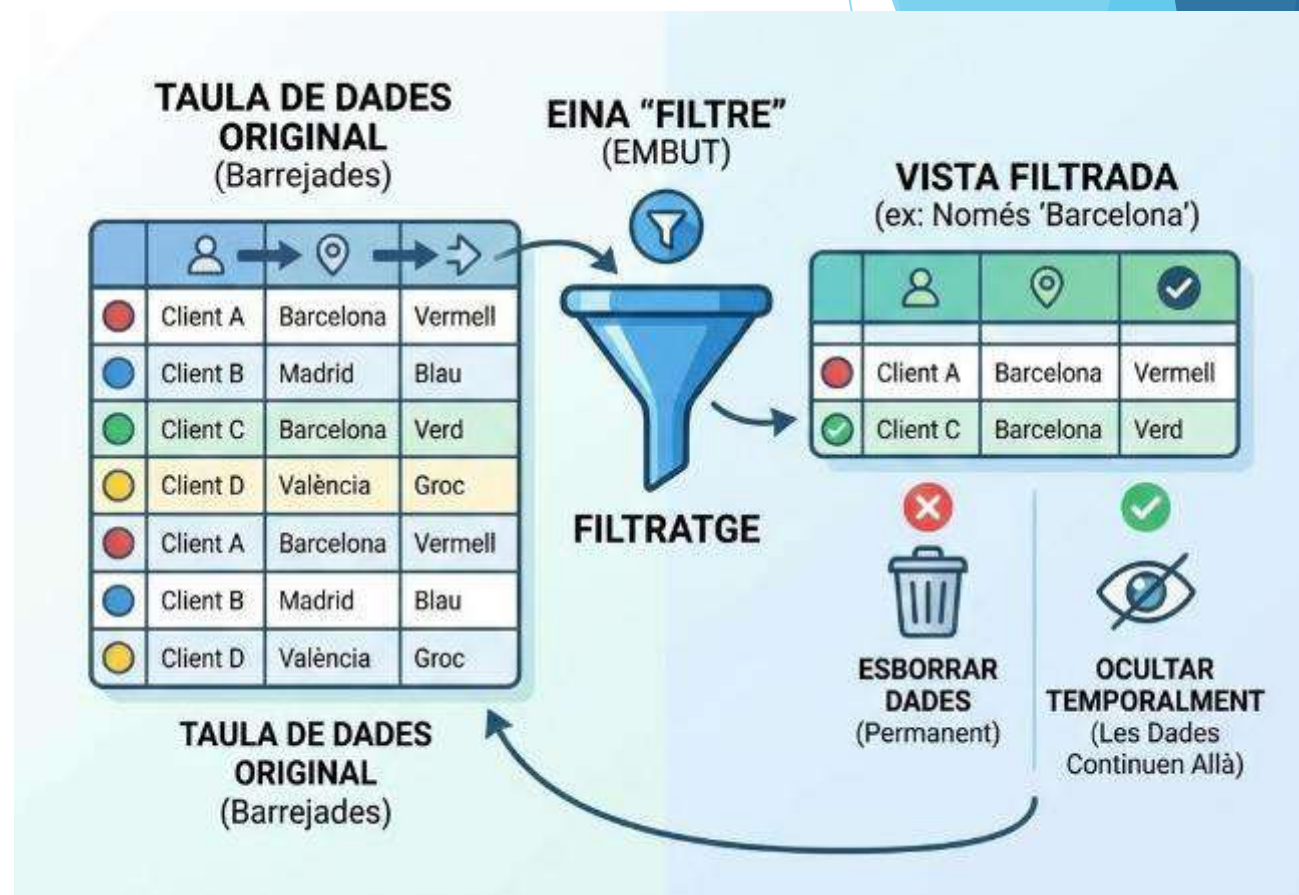 TAULA DE DADES
ORIGINAL
(Barrejades)
Client A Barcelona Vermell
Client B Madrid Blau
Client C Barcelona Verd
Client D València Groc
Client A Barcelona Vermell
Client B Madrid Blau
Client D València Groc
TAULA DE DADES
ORIGINAL
(Barrejades)
EINA “FILTRE”
(EMBUT)
FILTRATGE
VISTA FILTRADA
(ex: Només ‘Barcelona’)
Client A Barcelona Vermell
Client C Barcelona Verd
ESBORRAR
DADES
(Permanent)
OCULTAR
TEMPORALMENT
(Les Dades
Continuen Allà)